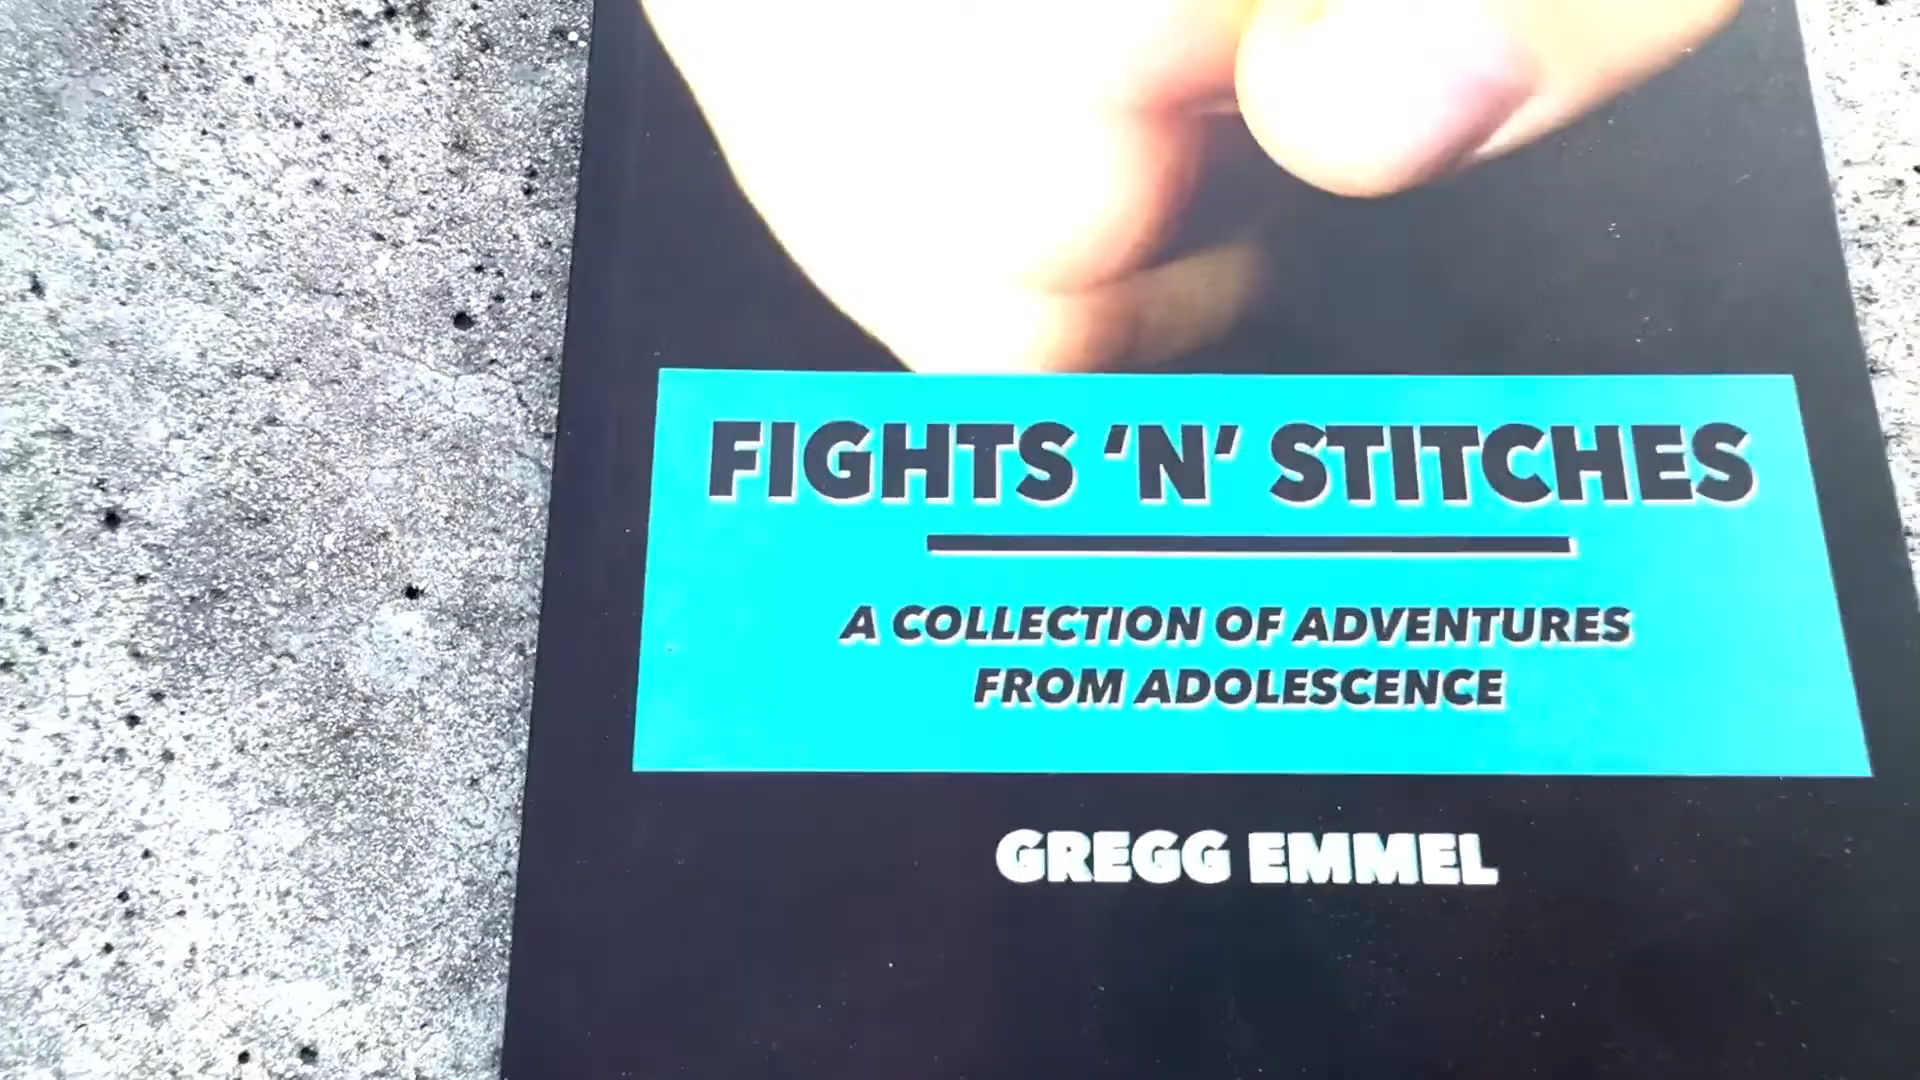 FIGHTS ‘N’ STITCHES
A COLLECTION OF ADVENTURES
FROM ADOLESCENCE
GREGG EMMEL